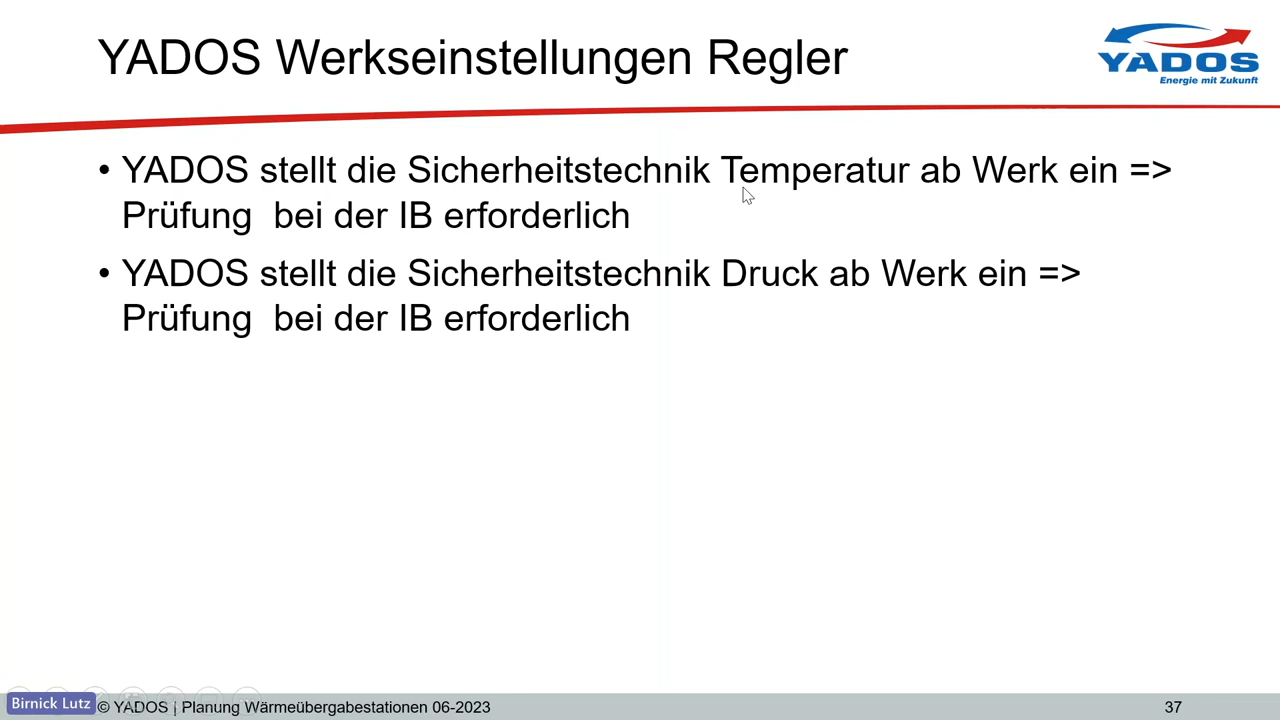 YADOS Werkseinstellungen Regler
YADOS
Energie mit Zukunft
• YADOS stellt die Sicherheitstechnik Temperatur ab Werk ein =>
Prüfung  bei der IB erforderlich
• YADOS stellt die Sicherheitstechnik Druck ab Werk ein =>
Prüfung  bei der IB erforderlich
Birnick Lutz
© YADOS | Planung Wärmeübergabestationen 06-2023
37